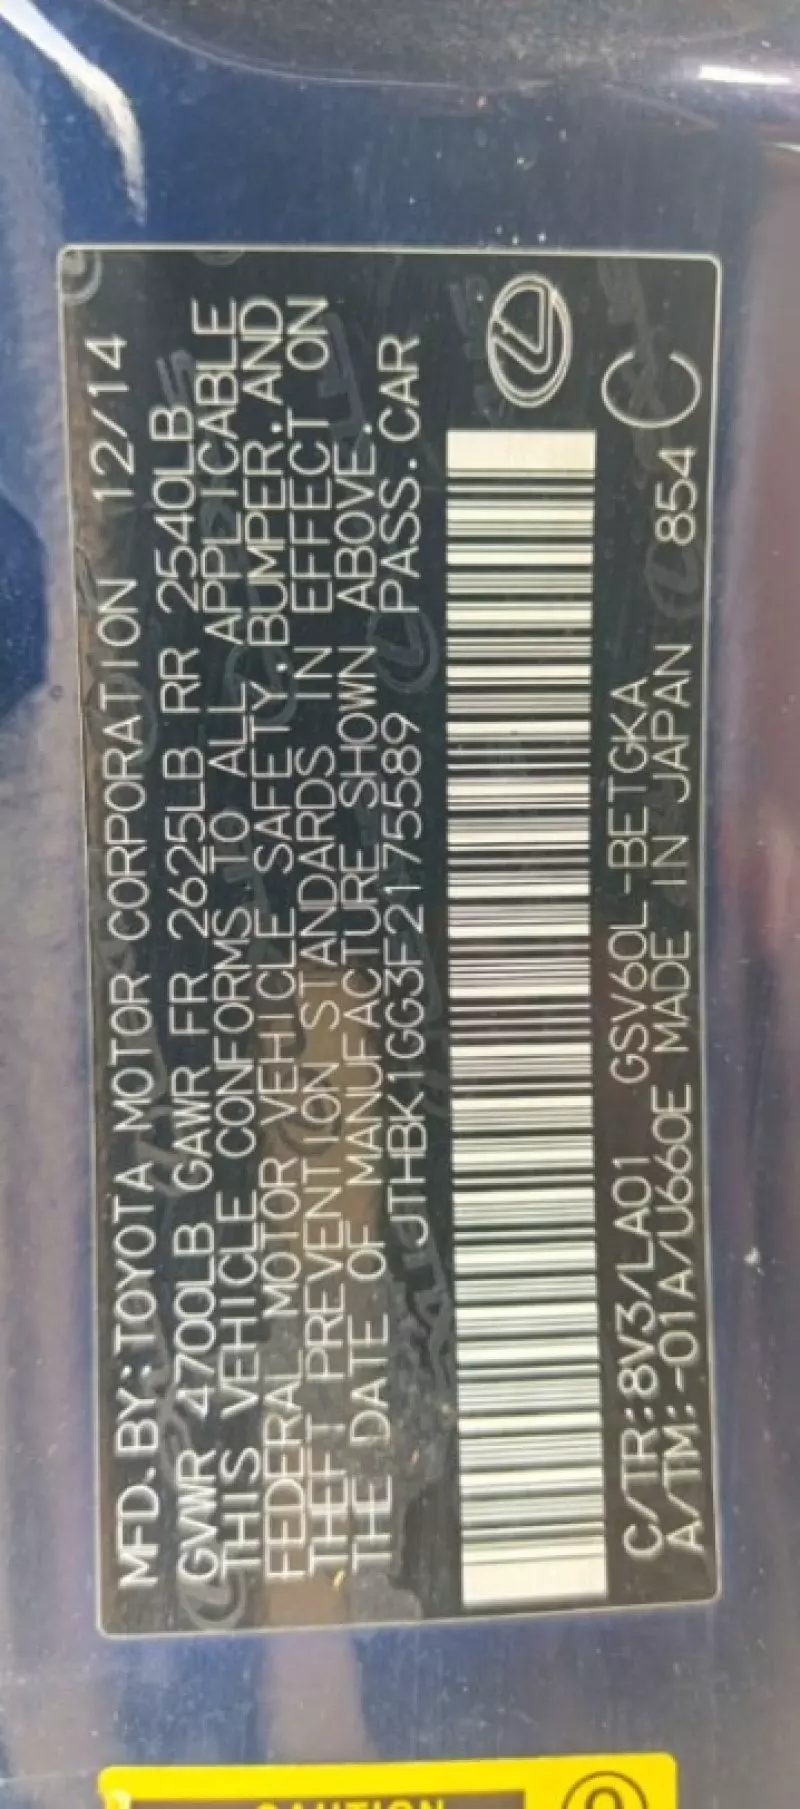 MFD.BY:TOYOTA MOTOR CORPORATION 12/14
GVWR 4700LB GAWR FR 2625LB RR 2540LB
THIS VEHICLE CONFORMS TO ALL APPLICABLE
FEDERAL MOTOR VEHICLE SAFETY,BUMPER,AND
THEFT PREVENTION STANDARDS IN EFFECT ON
THE DATE OF MANUFACTURE SHOWN ABOVE.
JTHBK1GG3F2175589 PASS.CAR
C/TR:8V3/LA01 GSV60L-BETGKA
A/TM:-01A/U660E MADE IN JAPAN 854 C
CAUTION